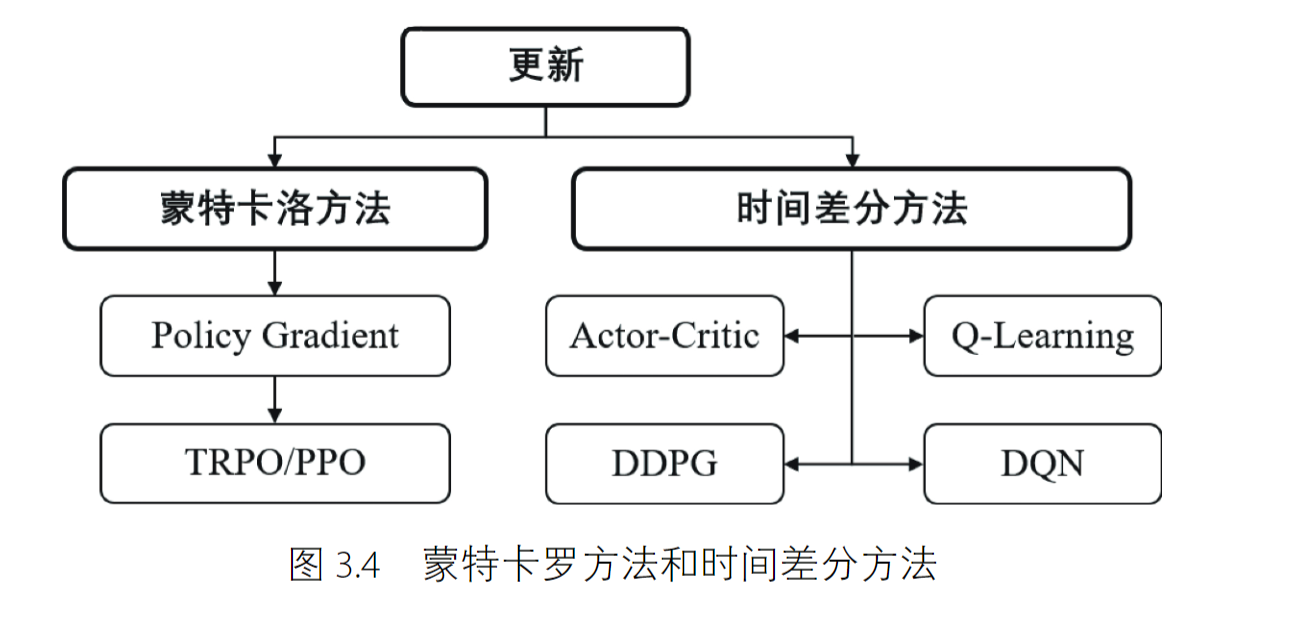 更新
蒙特卡洛方法
时间差分方法
Policy Gradient
Actor-Critic
Q-Learning
TRPO/PPO
DDPG
DQN
图 3.4 蒙特卡罗方法和时间差分方法